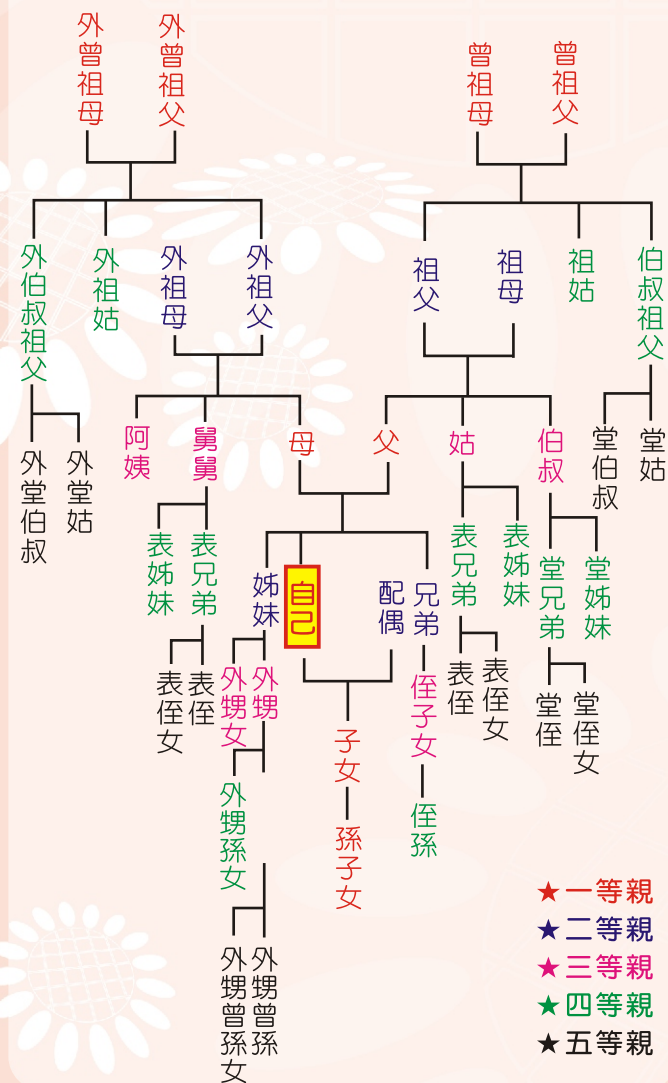 外曾祖母
外曾祖父
曾祖母
曾祖父
外伯叔祖父
外祖姑
外祖母
外祖父
祖父
祖母
祖姑
伯叔祖父
外堂伯叔
外堂姑
阿姨
舅舅
母
父
姑
伯叔
堂伯叔
堂姑
表姊妹
表兄弟
姊妹
自己
配偶
兄弟
表兄弟
表姊妹
堂兄弟
堂姊妹
表侄女
表侄
外甥女
外甥
子女
侄子女
表侄
表侄女
堂侄
堂侄女
外甥孫女
孫子女
侄孫
外甥曾孫女
外甥曾孫
★一等親
★二等親
★三等親
★四等親
★五等親